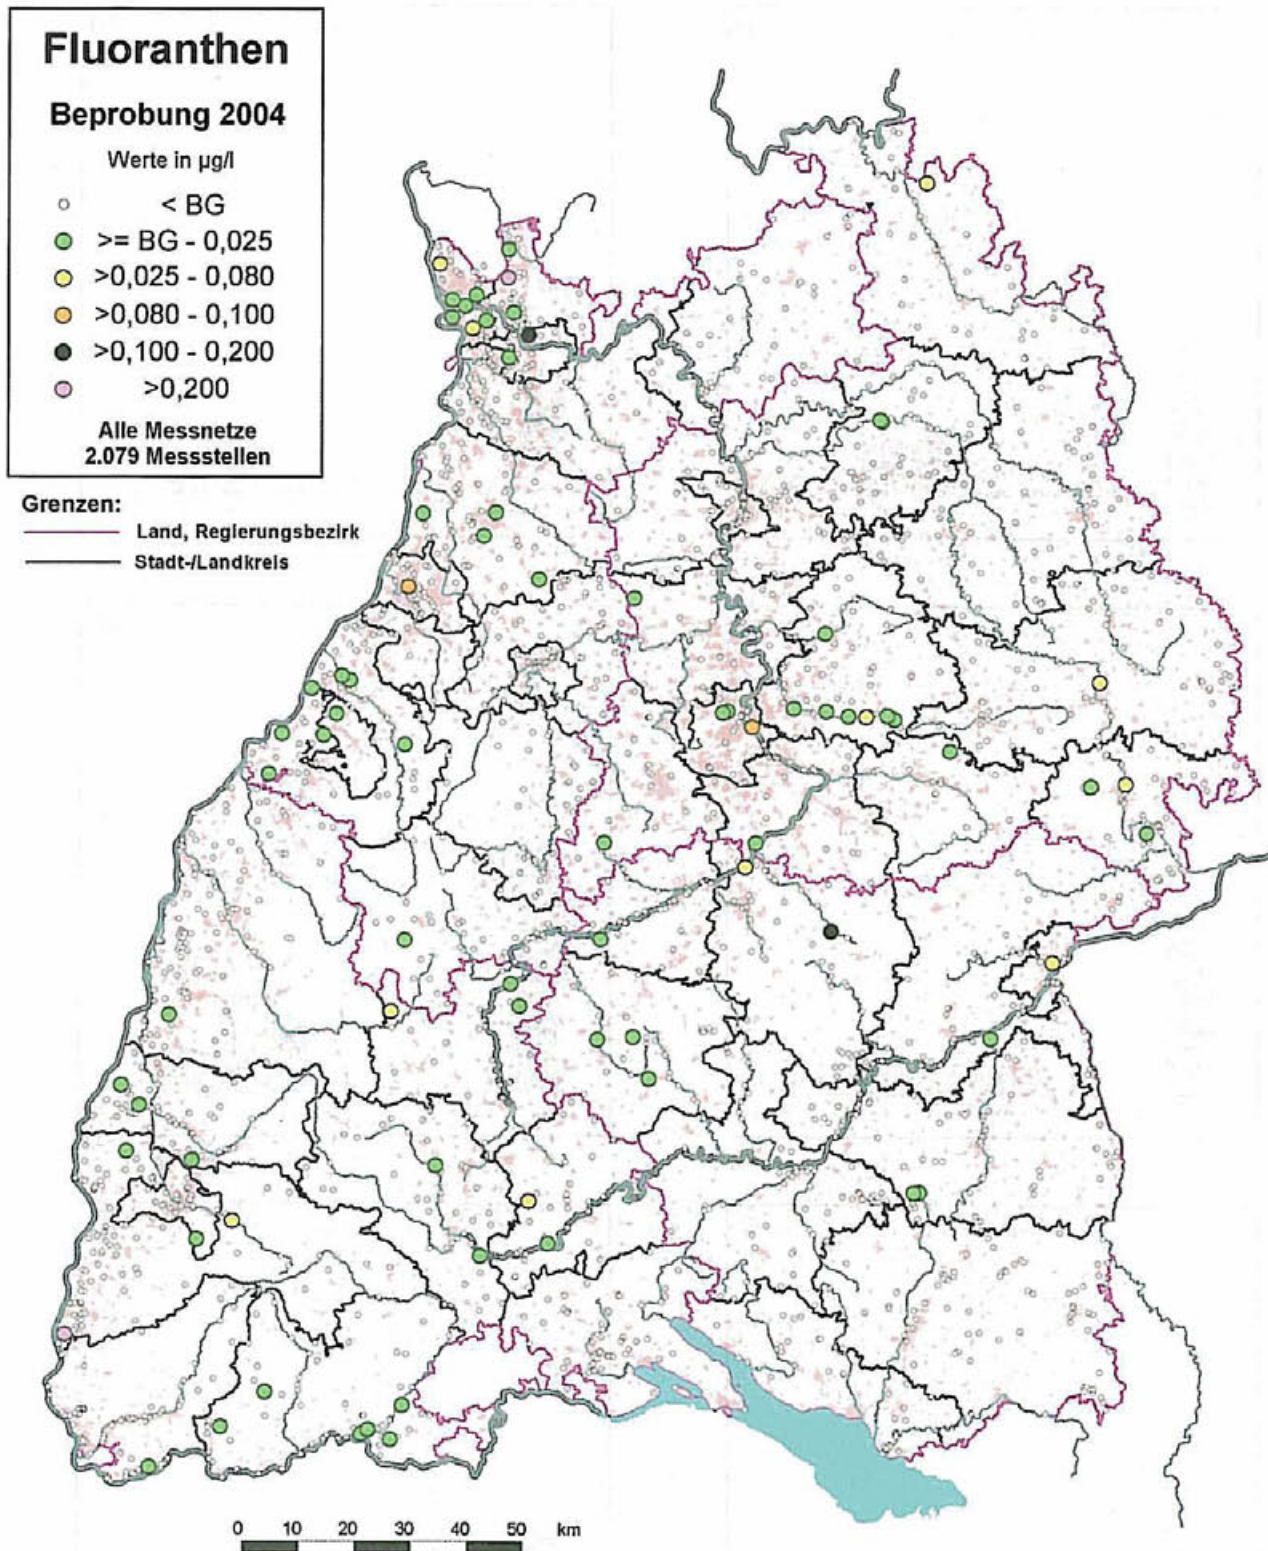 Fluoranthen
Beprobung 2004
Werte in µg/l
< BG
>= BG - 0,025
>0,025 - 0,080
>0,080 - 0,100
>0,100 - 0,200
>0,200
Alle Messnetze
2.079 Messstellen
Grenzen:
Land, Regierungsbezirk
Stadt-/Landkreis
0 10 20 30 40 50 km